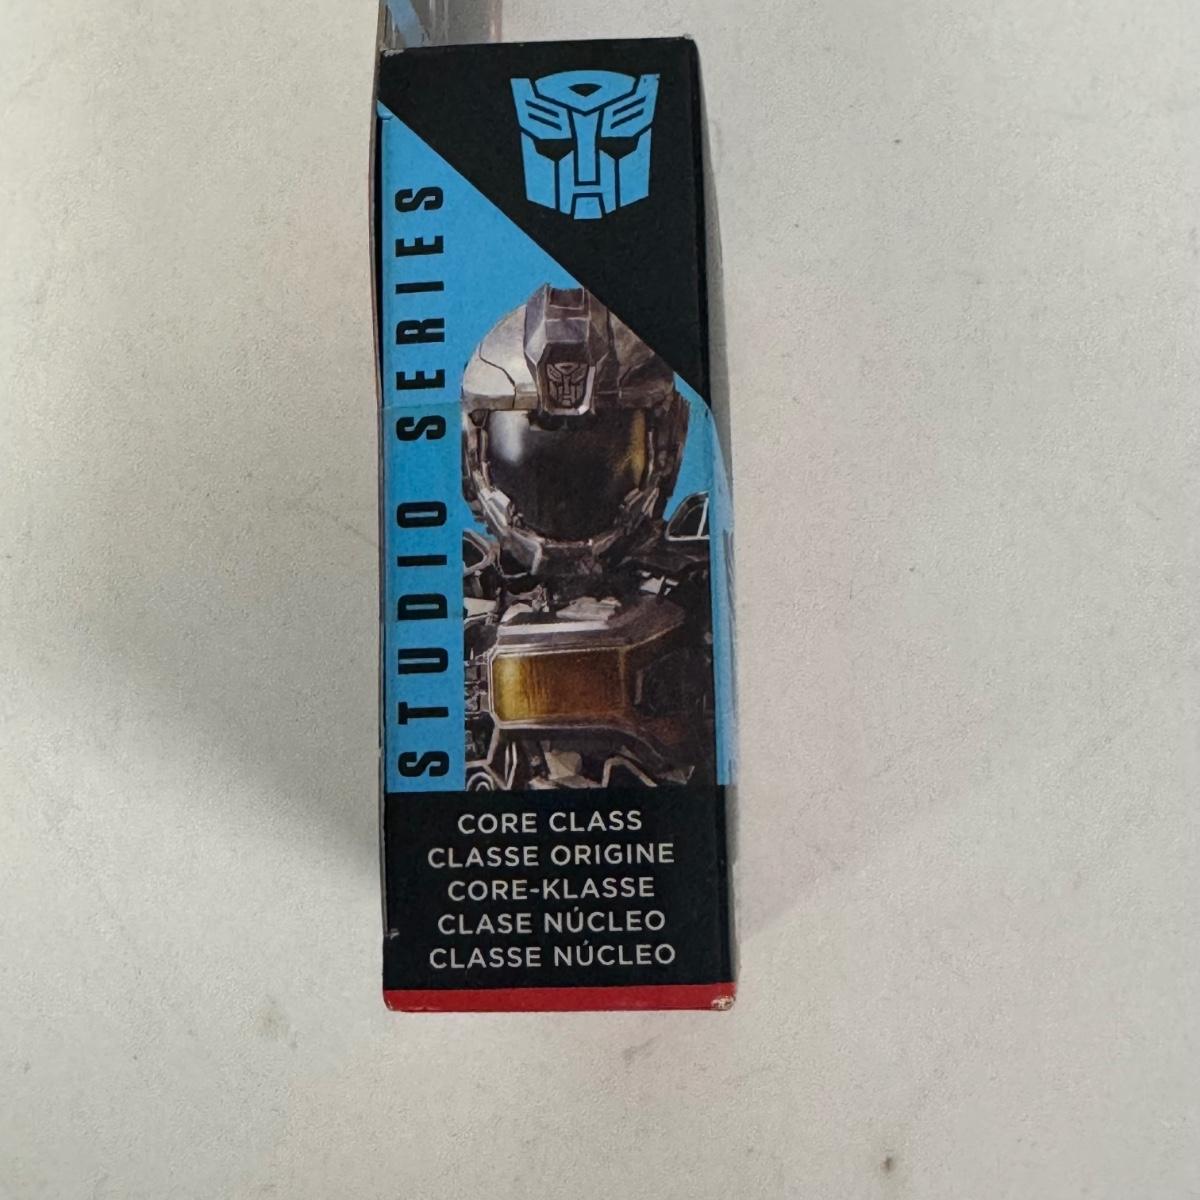 STUDIO SERIES
CORE CLASS
CLASSE ORIGINE
CORE-KLASSE
CLASE NÚCLEO
CLASSE NÚCLEO